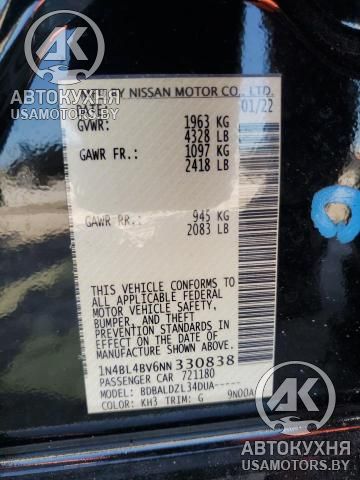 АК
АВТОКУХНЯ
USAMOTORS.BY
BY NISSAN MOTOR CO., LTD.
DATE: 01/22
GVWR: 1963 KG
4328 LB
GAWR FR.: 1097 KG
2418 LB
GAWR RR.: 945 KG
2083 LB
THIS VEHICLE CONFORMS TO
ALL APPLICABLE FEDERAL
MOTOR VEHICLE SAFETY,
BUMPER, AND THEFT
PREVENTION STANDARDS IN
EFFECT ON THE DATE OF
MANUFACTURE SHOWN ABOVE.
1N4BL4BV6NN330838
PASSENGER CAR 721180
MODEL: BDBALDZL34DUA-----
COLOR: KH3 TRIM: G 9N00A
АК
АВТОКУХНЯ
USAMOTORS.BY